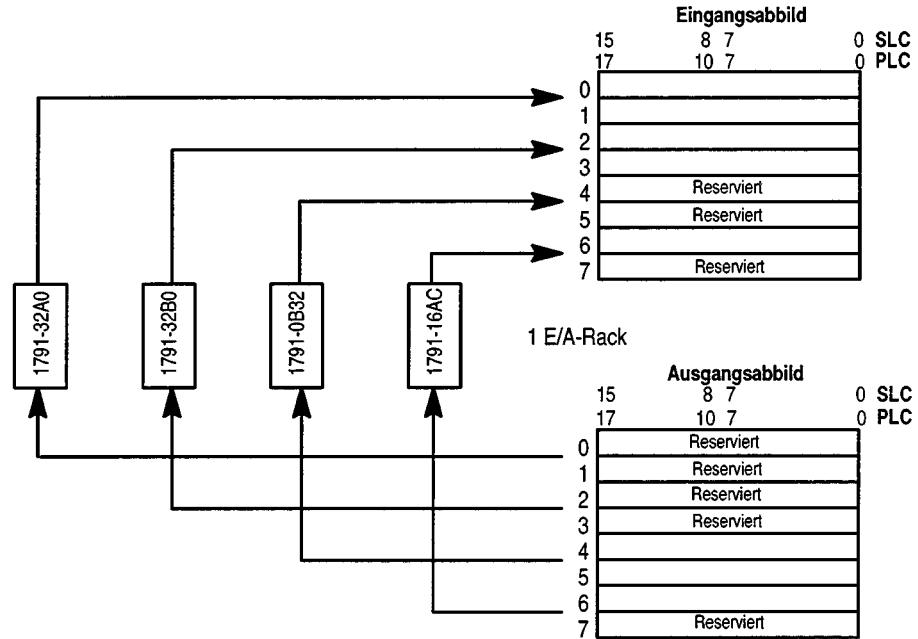 Eingangsabbild
15 8 7 0 SLC
17 10 7 0 PLC
0
1
2
3
4 Reserviert
5 Reserviert
6
7 Reserviert
1791-32A0
1791-32B0
1791-0B32
1791-16AC
1 E/A-Rack
Ausgangsabbild
15 8 7 0 SLC
17 10 7 0 PLC
0 Reserviert
1 Reserviert
2 Reserviert
3 Reserviert
4
5
6
7 Reserviert